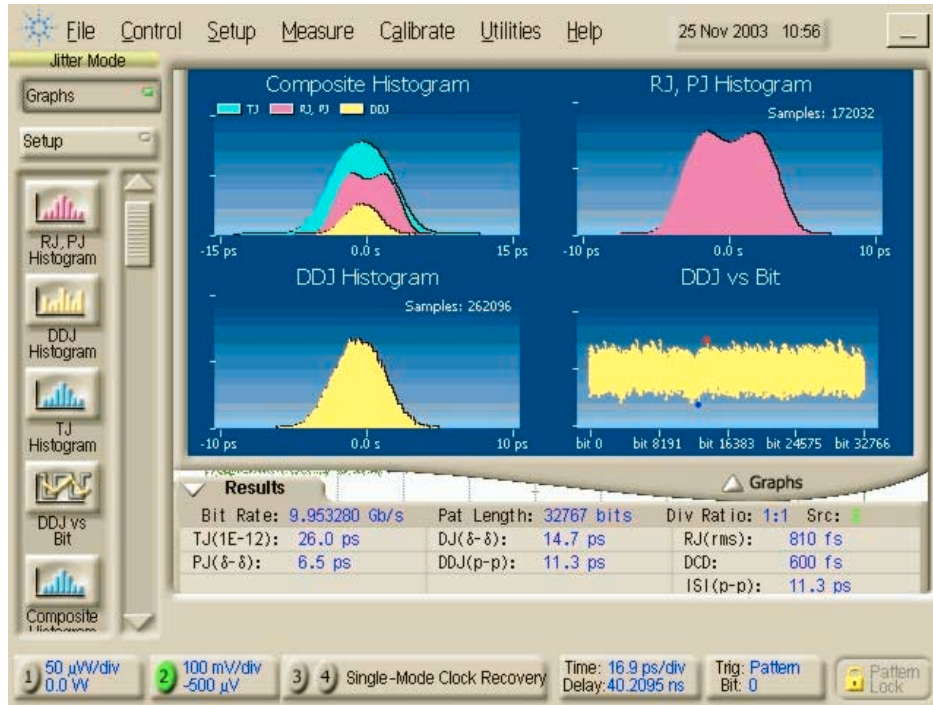 File Control Setup Measure Calibrate Utilities Help 25 Nov 2003 10:56
Jitter Mode
Graphs
Setup
RJ, PJ
Histogram
DDJ
Histogram
TJ
Histogram
DDJ vs
Bit
Composite
Histogram
Composite Histogram
TJ RJ, PJ DDJ
-15 ps 0.0 s 15 ps
RJ, PJ Histogram
Samples: 172032
-10 ps 0.0 s 10 ps
DDJ Histogram
Samples: 262096
-10 ps 0.0 s 10 ps
DDJ vs Bit
bit 0 bit 8191 bit 16383 bit 24575 bit 32766
Results
Graphs
Bit Rate: 9.953280 Gb/s Pat Length: 32767 bits Div Ratio: 1:1 Src:
TJ(1E-12): 26.0 ps DJ(δ-δ): 14.7 ps RJ(rms): 810 fs
PJ(δ-δ): 6.5 ps DDJ(p-p): 11.3 ps DCD: 600 fs
ISI(p-p): 11.3 ps
1 50 µW/div
0.0 W
2 100 mV/div
-500 µV
3 4 Single-Mode Clock Recovery
Time: 16.9 ps/div
Delay:40.2095 ns
Trig: Pattern
Bit: 0
Pattern
Lock